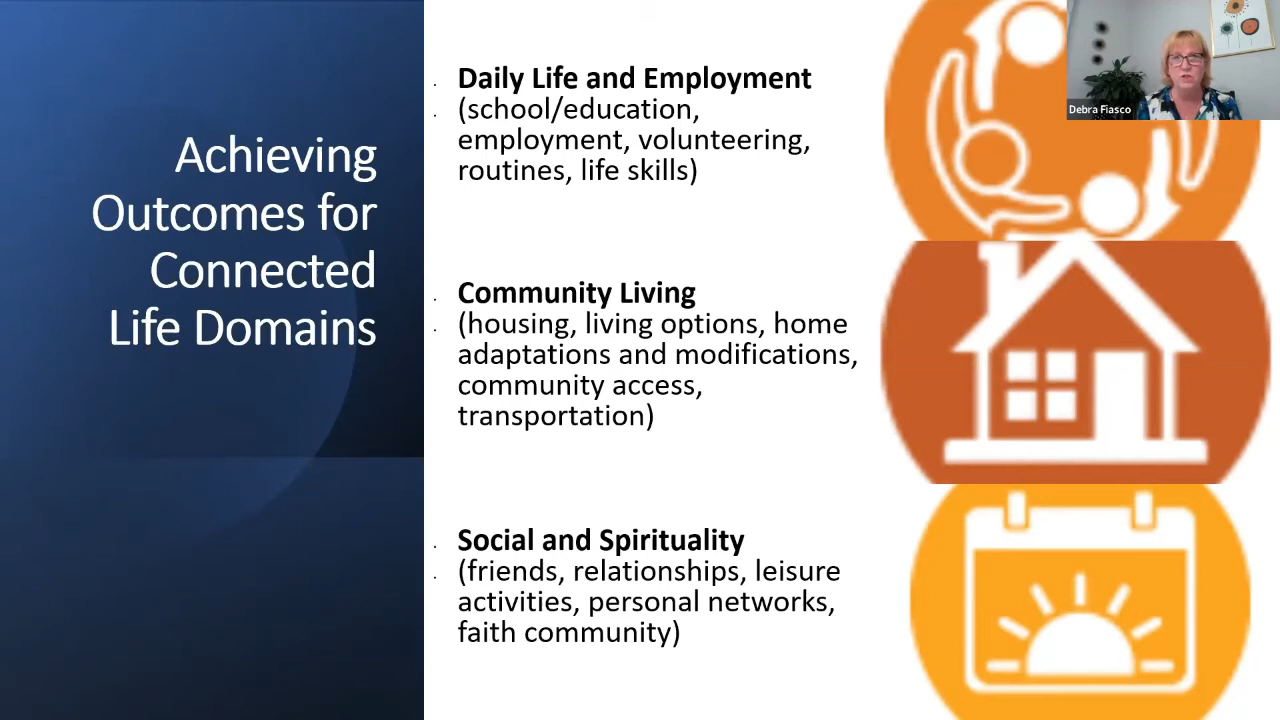 Achieving
Outcomes for
Connected
Life Domains
Daily Life and Employment
(school/education,
employment, volunteering,
routines, life skills)
Community Living
(housing, living options, home
adaptations and modifications,
community access,
transportation)
Social and Spirituality
(friends, relationships, leisure
activities, personal networks,
faith community)
Debra Fiasco